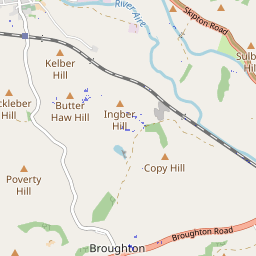 River Aire
Skipton Road
Kelber
Hill
Sulb
Hi
ckleber
Hill
Butter
Haw Hill
Ingber
Hill
Copy Hill
Poverty
Hill
Broughton Road
Broughton